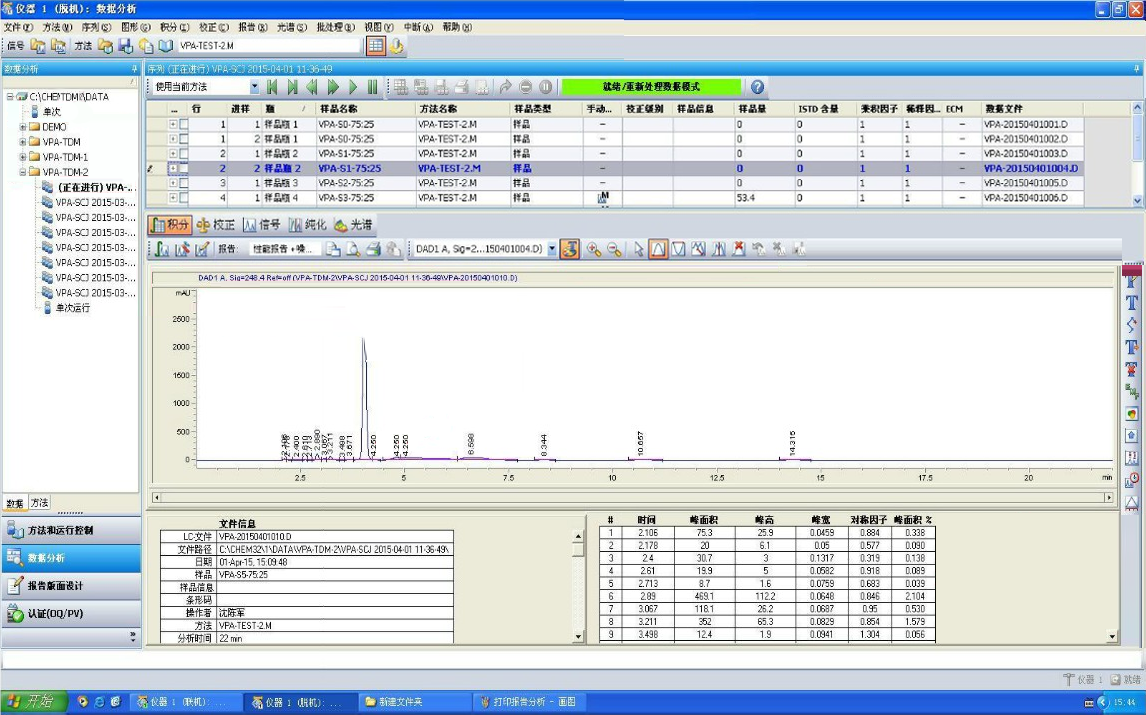 仪器 1 (脱机): 数据分析
文件(F) 方法(M) 序列(S) 图形(G) 积分(I) 校正(C) 报告(R) 光谱(S) 批处理(B) 视图(V) 中断(A) 帮助(H)
信号 方法 VPA-TEST-2.M
数据分析
序列 (正在进行) VPA-SCJ 2015-04-01 11-36-49
使用当前方法 就绪/重新处理数据模式
C:\CHE\TDM\1\DATA
单次
DEMO
VPA-TDM
VPA-TDM-1
VPA-TDM-2
(正在进行) VPA-...
VPA-SCJ 2015-03-...
VPA-SCJ 2015-03-...
VPA-SCJ 2015-03-...
VPA-SCJ 2015-03-...
VPA-SCJ 2015-03-...
VPA-SCJ 2015-03-...
VPA-SCJ 2015-03-...
单次运行
... 行 进样 瓶 / 样品名称 方法名称 样品类型 手动... 校正级别 样品信息 样品量 ISTD 含量 乘积因子 稀释因... ECM 数据文件
1 1 样品瓶 1 VPA-S0-75:25 VPA-TEST-2.M 样品 – 0 0 1 1 – VPA-20150401001.D
1 2 样品瓶 1 VPA-S0-75:25 VPA-TEST-2.M 样品 – 0 0 1 1 – VPA-20150401002.D
2 1 样品瓶 2 VPA-S1-75:25 VPA-TEST-2.M 样品 – 0 0 1 1 – VPA-20150401003.D
2 2 样品瓶 2 VPA-S1-75:25 VPA-TEST-2.M 样品 – 0 0 1 1 – VPA-20150401004.D
3 1 样品瓶 3 VPA-S2-75:25 VPA-TEST-2.M 样品 – 0 0 1 1 – VPA-20150401005.D
4 1 样品瓶 4 VPA-S3-75:25 VPA-TEST-2.M 样品 M 53.4 0 1 1 – VPA-20150401006.D
积分 校正 信号 纯化 光谱
报告: 性能报告+噪... DAD1 A, Sig=2...150401004.D)
DAD1 A, Sig=248,4 Ref=off (VPA-TDM-2\VPA-SCJ 2015-04-01 11-36-49\VPA-20150401010.D)
mAU
2500
2000
1500
1000
500
0
2.400
2.713
2.890
3.067
3.211
3.498
3.671
4.250
4.250
4.250
6.598
8.344
10.657
14.316
2.5 5 7.5 10 12.5 15 17.5 20 min
数据 方法
方法和运行控制
数据分析
报告版面设计
认证(OQ/PV)
文件信息
LC-文件 VPA-20150401010.D
文件路径 C:\CHEM32\1\DATA\VPA-TDM-2\VPA-SCJ 2015-04-01 11-36-49\
日期 01-Apr-15, 15:09:48
样品 VPA-S5-75:25
样品信息
条形码
操作者 沈陈军
方法 VPA-TEST-2.M
分析时间 22 min
# 时间 峰面积 峰高 峰宽 对称因子 峰面积 %
1 2.106 75.3 25.9 0.0459 0.884 0.338
2 2.178 20 6.1 0.05 0.577 0.090
3 2.4 30.7 3 0.1317 0.319 0.138
4 2.61 19.9 5 0.0582 0.918 0.089
5 2.713 8.7 1.6 0.0759 0.683 0.039
6 2.89 469.1 112.2 0.0648 0.846 2.104
7 3.067 118.1 26.2 0.0687 0.95 0.530
8 3.211 352 65.3 0.0829 0.854 1.579
9 3.498 12.4 1.9 0.0941 1.304 0.056
仪器 1 就绪
开始 仪器 1 (联机): ... 仪器 1 (脱机): ... 新建文件夹 打印报告分析 - 画图 15:44